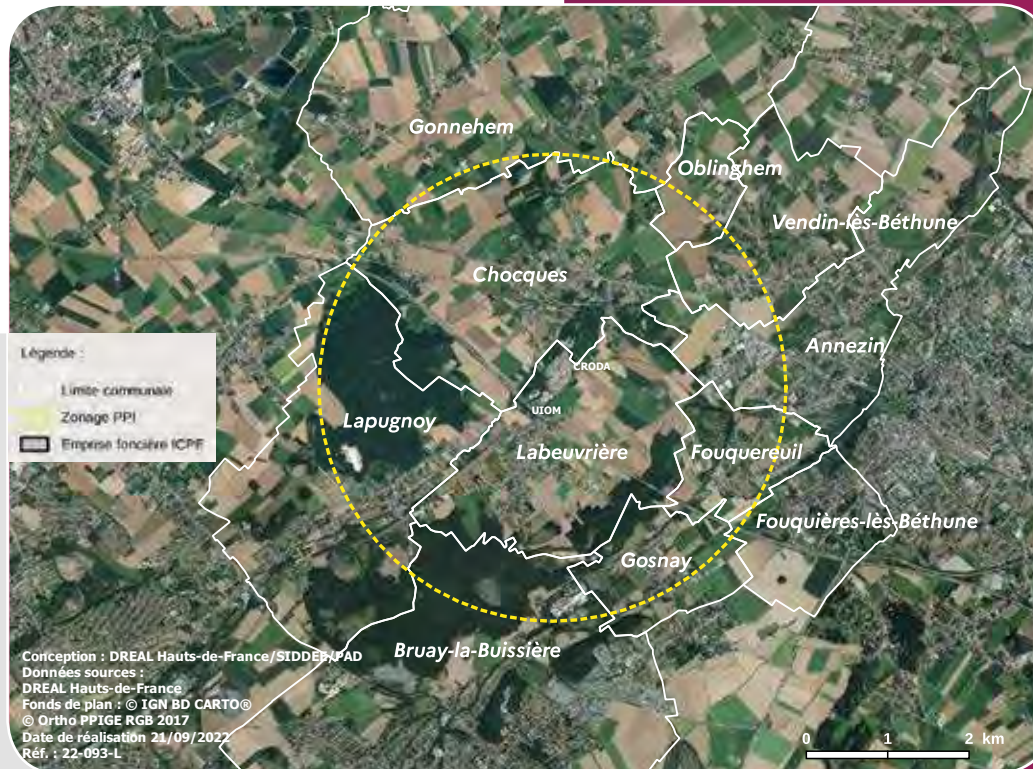 Gonnehem
Oblinghem
Vendin-lès-Béthune
Chocques
Annezin
CRODA
UIOM
Lapugnoy
Labeuvrière
Fouquereuil
Fouquières-lès-Béthune
Gosnay
Bruay-la-Buissière
Légende :
Limite communale
Zonage PPI
Emprise foncière ICPE
Conception : DREAL Hauts-de-France/SIDDEE/PAD
Données sources :
DREAL Hauts-de-France
Fonds de plan : © IGN BD CARTO®
© Ortho PPIGE RGB 2017
Date de réalisation 21/09/2022
Réf. : 22-093-L
0 1 2 km